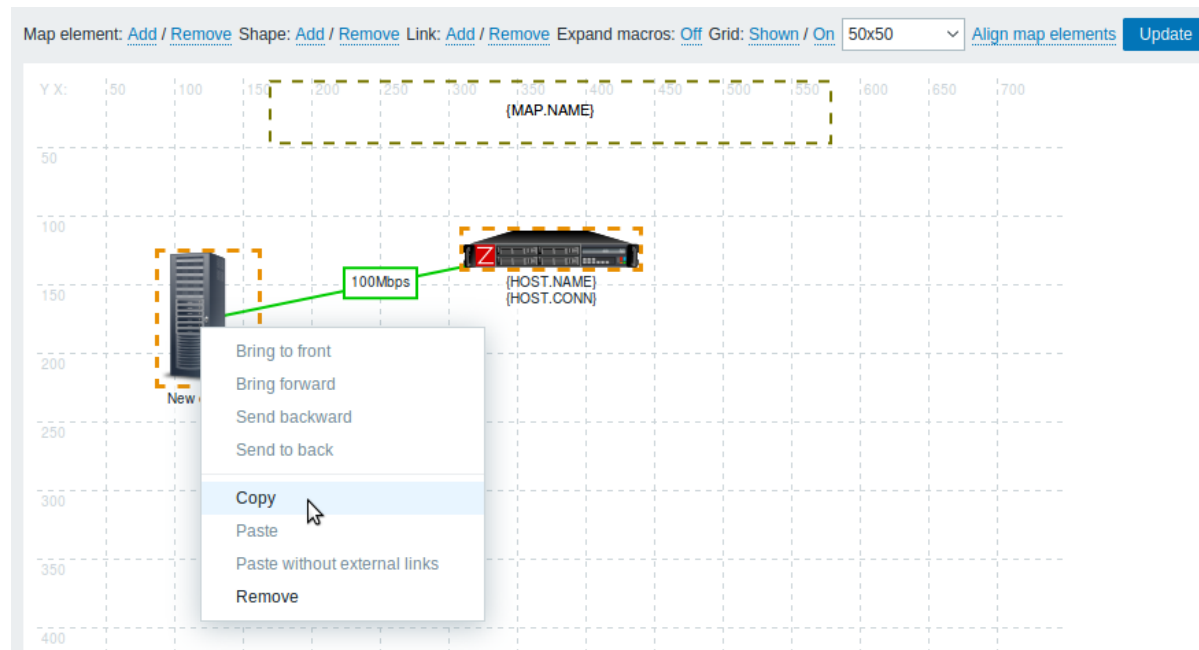 Map element: Add / Remove Shape: Add / Remove Link: Add / Remove Expand macros: Off Grid: Shown / On 50x50 Align map elements Update
Y X: 50 100 150 200 250 300 350 400 450 500 550 600 650 700
{MAP.NAME}
50
100
Z
100Mbps
{HOST.NAME}
{HOST.CONN}
150
200
New
250
300
350
400
Bring to front
Bring forward
Send backward
Send to back
Copy
Paste
Paste without external links
Remove